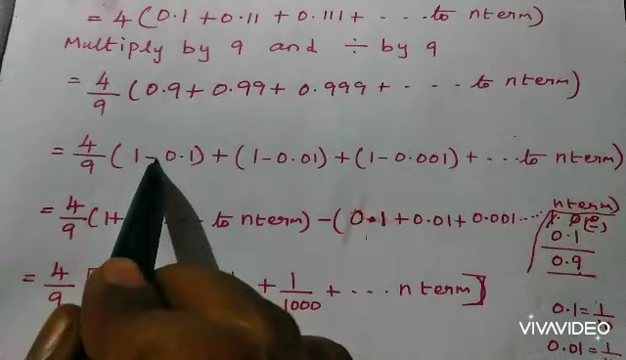 = 4 (0.1 + 0.11 + 0.111 + ... to n term)
Multiply by 9 and ÷ by 9
= 4/9 (0.9 + 0.99 + 0.999 + ... to n term)
= 4/9 (1 - 0.1) + (1 - 0.01) + (1 - 0.001) + ... to n term)
= 4/9 (1+ to n term) - (0.1 + 0.01 + 0.001 ... n term)
(-)
0.1
0.9
= 4/9 + 1/1000 + ... n term]
0.1 = 1
0.01 = 1
VIVAVIDEO